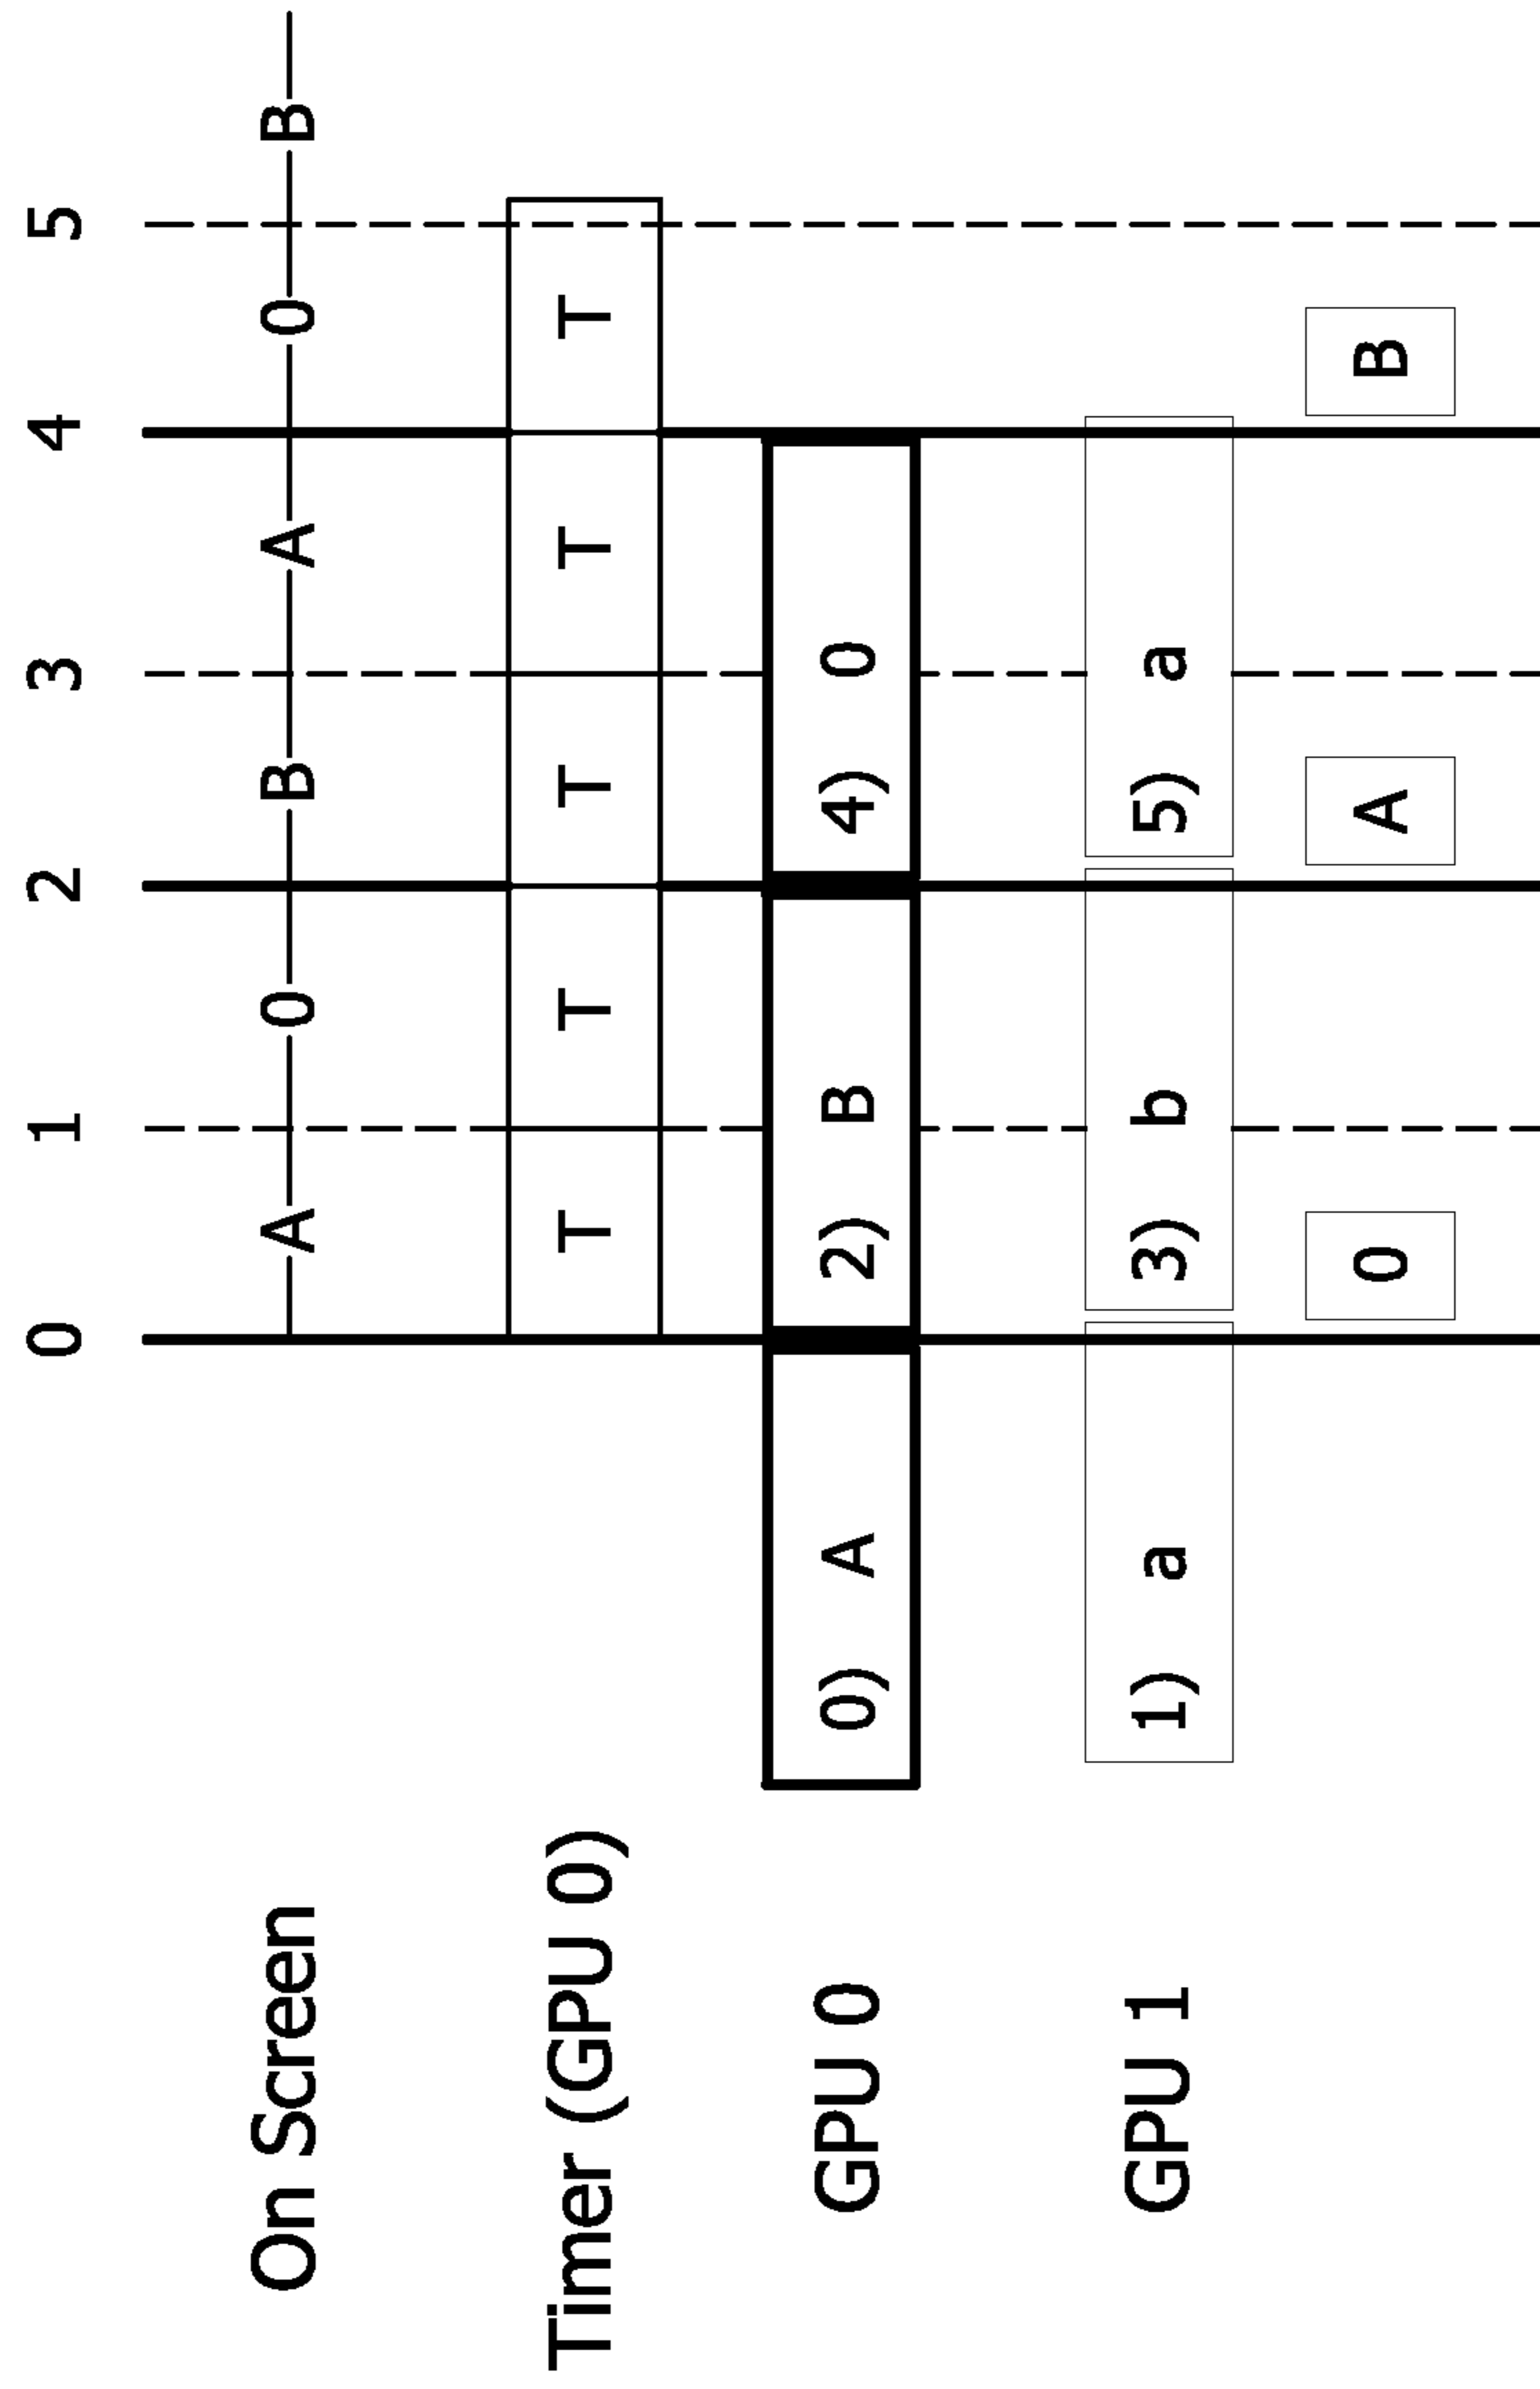 0 1 2 3 4 5
On Screen A 0 B A 0 B
Timer (GPU 0) T T T T T
GPU 0 0) A 2) B 4) 0
GPU 1 1) a 3) b 5) a
0 A B